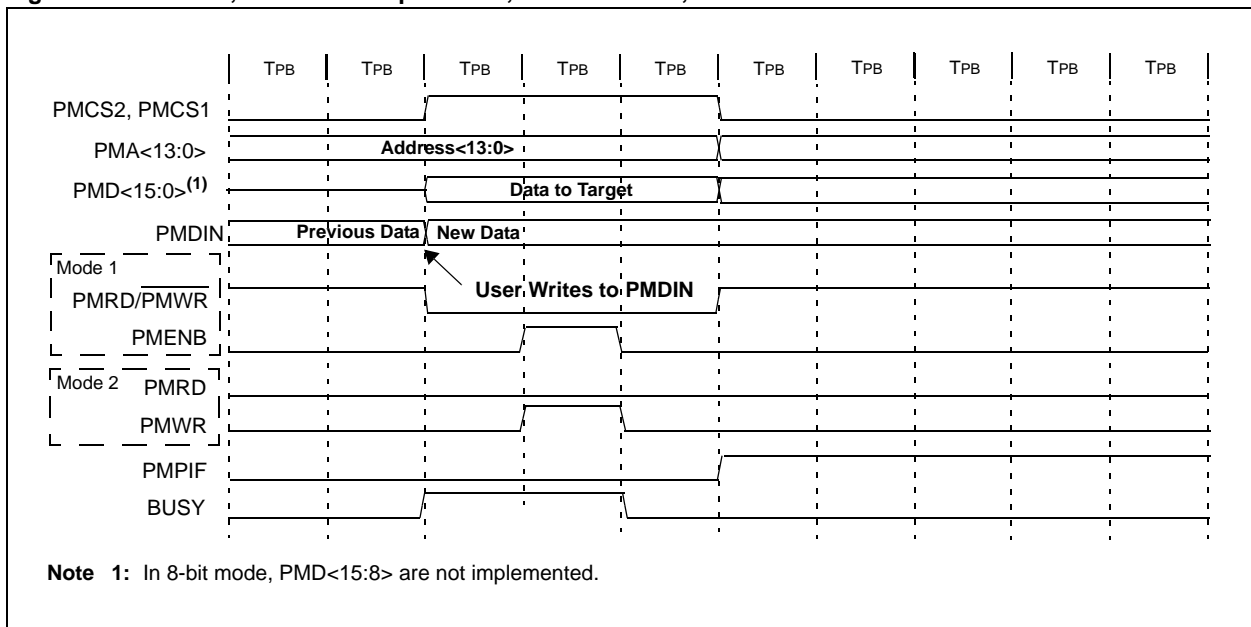 TPB TPB TPB TPB TPB TPB TPB TPB TPB TPB
PMCS2, PMCS1
PMA<13:0> Address<13:0>
PMD<15:0>(1) Data to Target
PMDIN Previous Data New Data
Mode 1
User Writes to PMDIN
PMRD/PMWR
PMENB
Mode 2 PMRD
PMWR
PMPIF
BUSY
Note 1: In 8-bit mode, PMD<15:8> are not implemented.